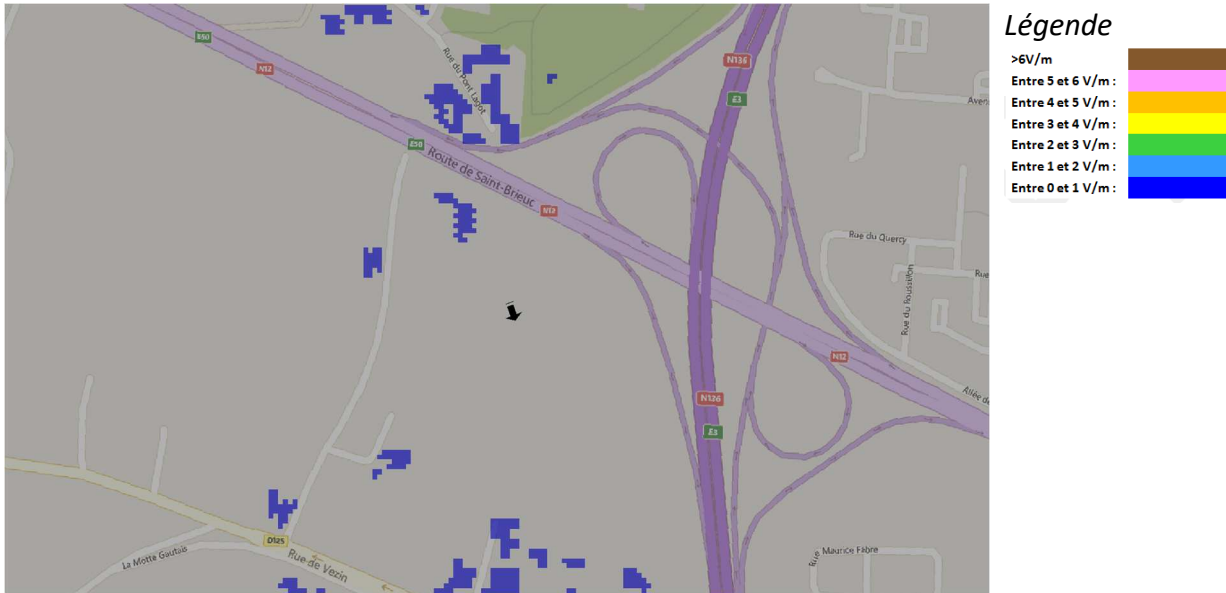 Légende
>6V/m
Entre 5 et 6 V/m :
Entre 4 et 5 V/m :
Entre 3 et 4 V/m :
Entre 2 et 3 V/m :
Entre 1 et 2 V/m :
Entre 0 et 1 V/m :
E50
N12
Rue du Pont Lagot
N136
E3
E50
Route de Saint-Brieuc
N12
Rue du Quercy
Rue du Roussillon
Rue
N12
Allée de
N136
E3
D125
Rue de Vezin
La Motte Gautais
Rue
Maurice Fabre